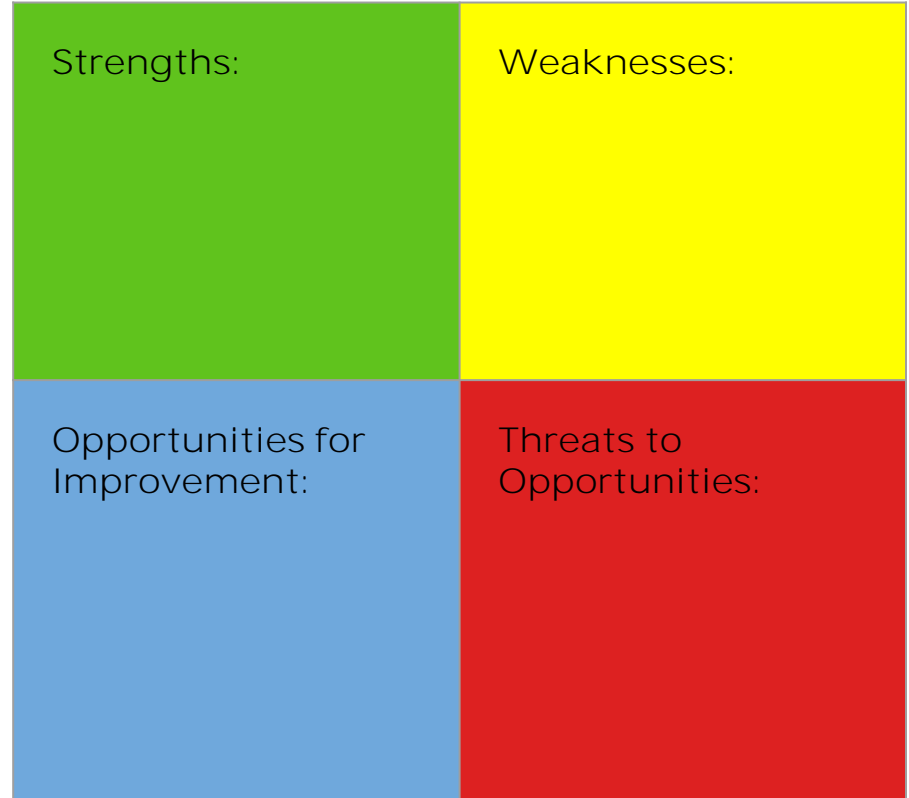 Strengths:
Weaknesses:
Opportunities for
Improvement:
Threats to
Opportunities: